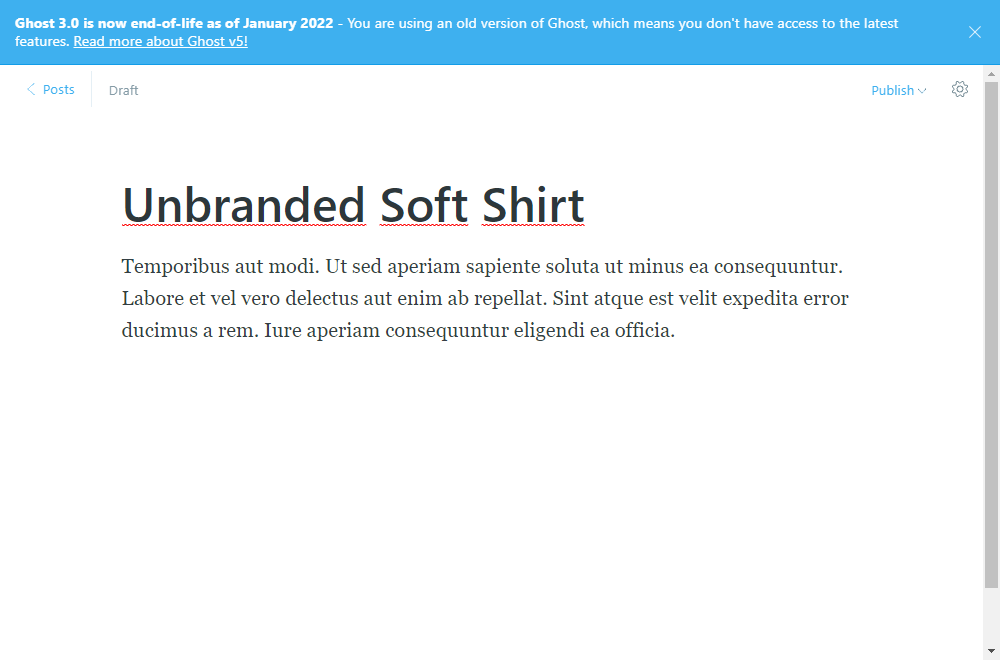 Ghost 3.0 is now end-of-life as of January 2022 - You are using an old version of Ghost, which means you don't have access to the latest
features. Read more about Ghost v5!
Posts
Draft
Publish
Unbranded Soft Shirt
Temporibus aut modi. Ut sed aperiam sapiente soluta ut minus ea consequuntur.
Labore et vel vero delectus aut enim ab repellat. Sint atque est velit expedita error
ducimus a rem. Iure aperiam consequuntur eligendi ea officia.